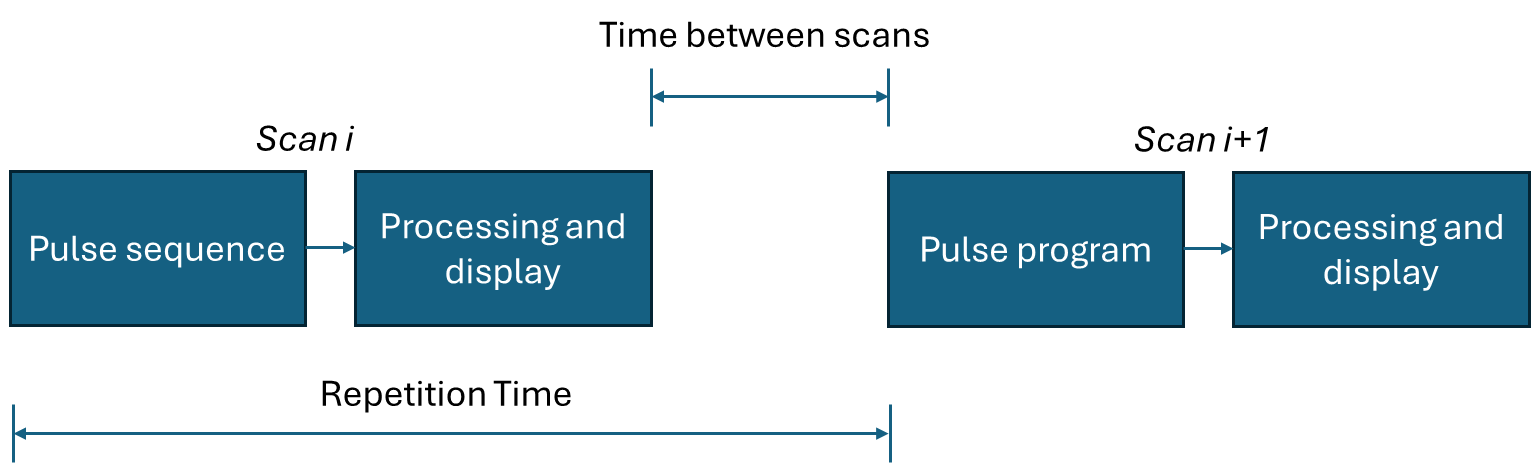 Time between scans
Scan i
Scan i+1
Pulse sequence
Processing and
display
Pulse program
Processing and
display
Repetition Time